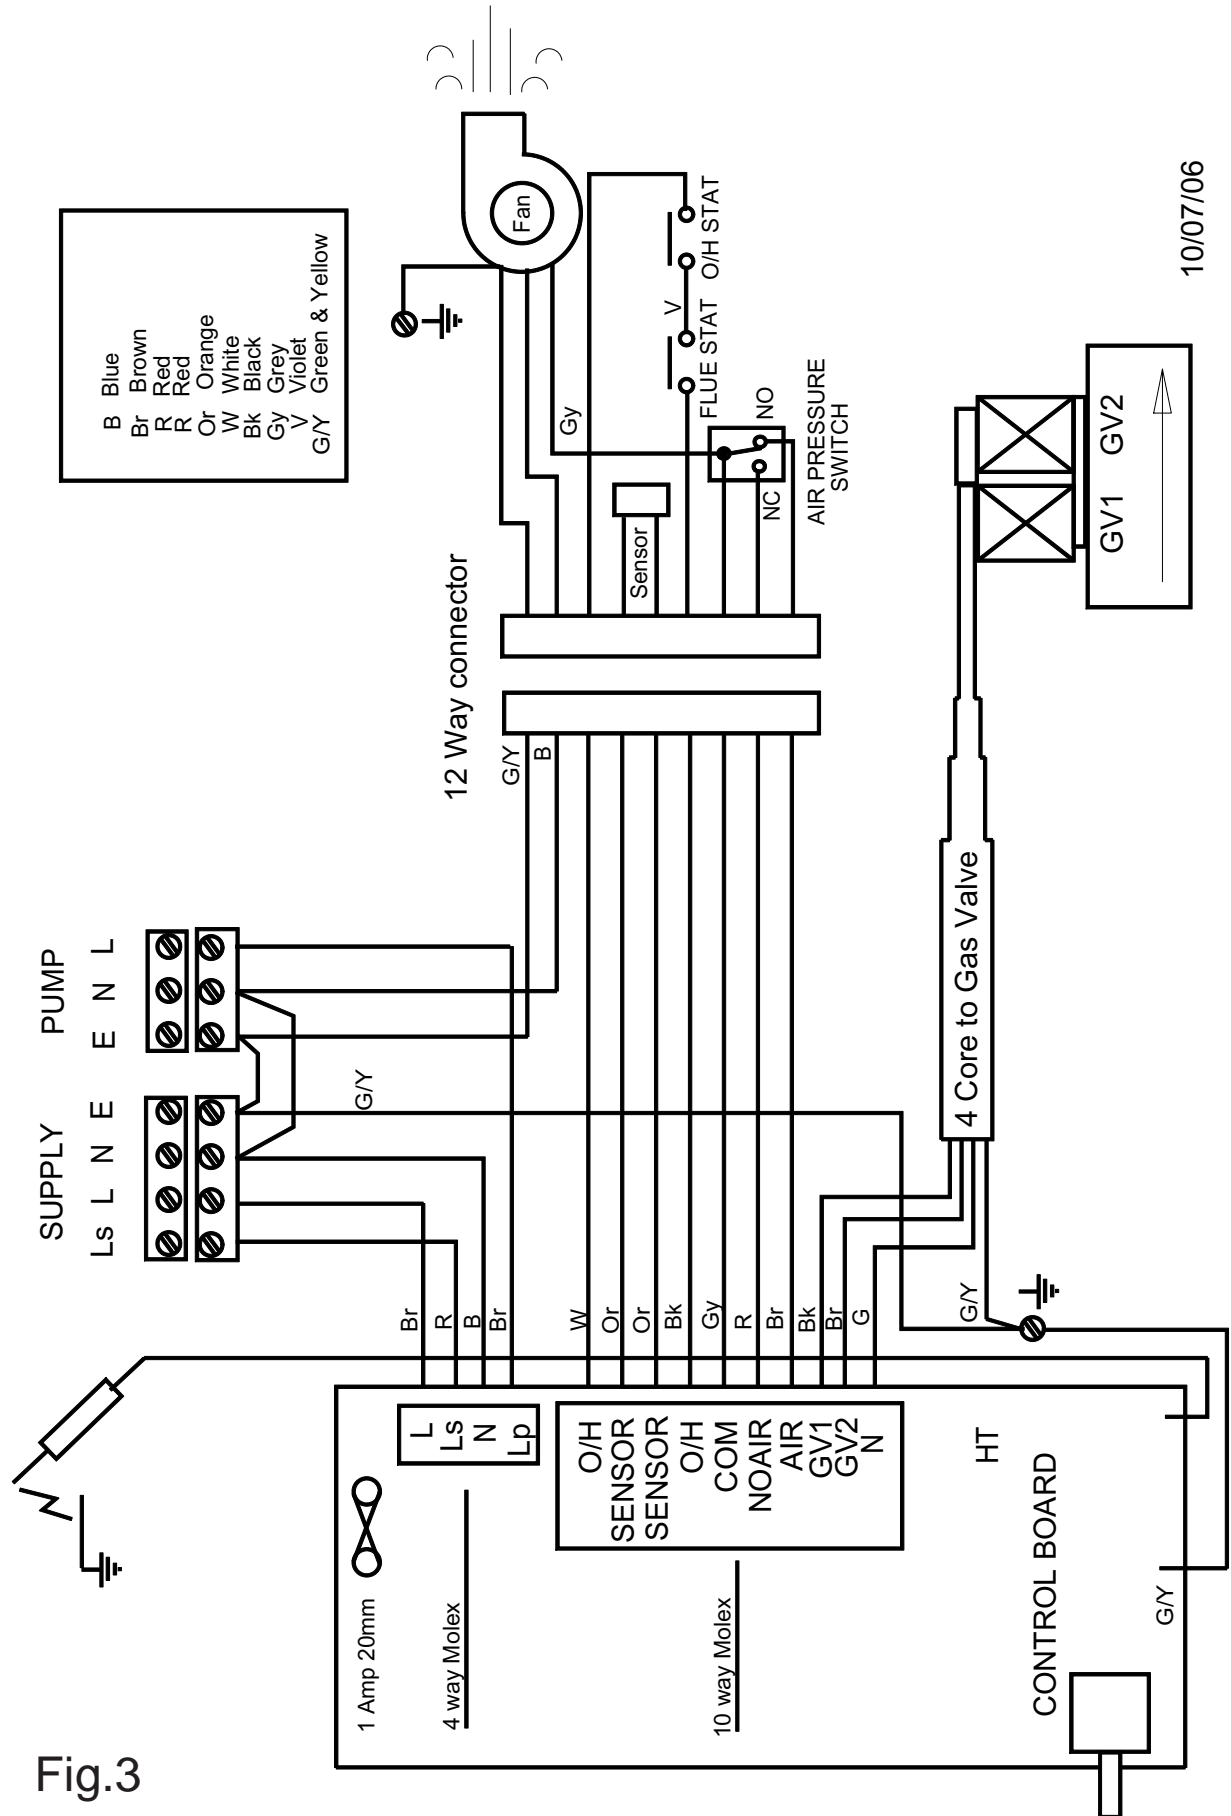 Fig.3
1 Amp 20mm
4 way Molex
10 way Molex
CONTROL BOARD
HT
G/Y
L
Ls
N
Lp
O/H
SENSOR
SENSOR
O/H
COM
NOAIR
AIR
GV1
GV2
N
Br
R
B
Br
W
Or
Or
Bk
Gy
R
Br
Bk
Br
G
G/Y
SUPPLY
Ls L N E
PUMP
E N L
G/Y
12 Way connector
G/Y
B
4 Core to Gas Valve
Sensor
Gy
Fan
V
FLUE STAT
O/H STAT
NC
NO
AIR PRESSURE
SWITCH
GV1
GV2
B Blue
Br Brown
R Red
R Red
Or Orange
W White
Bk Black
Gy Grey
V Violet
G/Y Green & Yellow
10/07/06